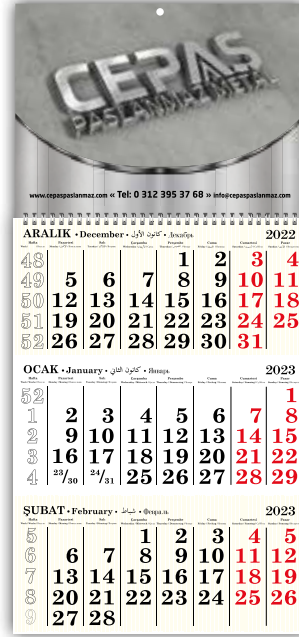 CEPAS
PASLANMAZ METAL
www.cepaspaslanmaz.com « Tel: 0 312 395 37 68 » info@cepaspaslanmaz.com
ARALIK • December • كانون الأول • Декабрь 2022
48 1 2 3 4
49 5 6 7 8 9 10 11
50 12 13 14 15 16 17 18
51 19 20 21 22 23 24 25
52 26 27 28 29 30 31
OCAK • January • كانون الثاني • Январь 2023
52 1
1 2 3 4 5 6 7 8
2 9 10 11 12 13 14 15
3 16 17 18 19 20 21 22
4 23/30 24/31 25 26 27 28 29
ŞUBAT • February • شباط • Февраль 2023
5 1 2 3 4 5
6 6 7 8 9 10 11 12
7 13 14 15 16 17 18 19
8 20 21 22 23 24 25 26
9 27 28